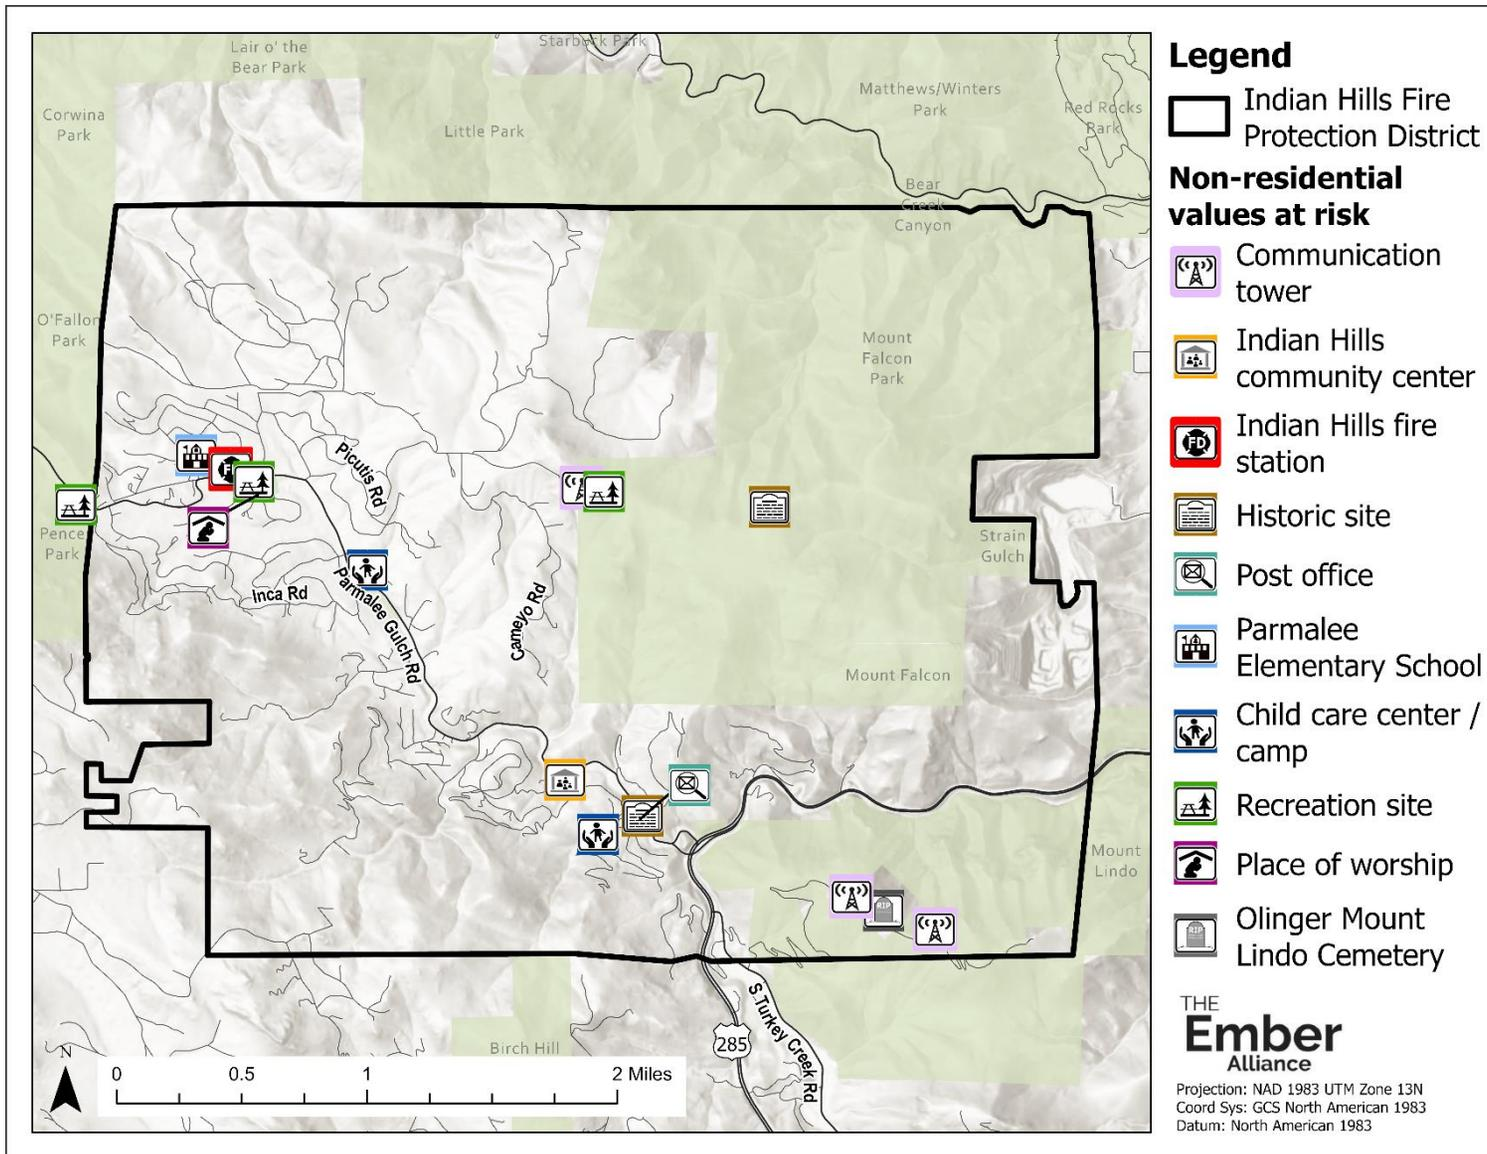 Lair o' the
Bear Park
Starbuck Park
Corwina
Park
Little Park
Matthews/Winters
Park
Red Rocks
Park
Bear
Creek
Canyon
O'Fallon
Park
Mount
Falcon
Park
Picutis Rd
Pence
Park
Strain
Gulch
Inca Rd
Parmalee Gulch Rd
Cameyo Rd
Mount Falcon
Mount
Lindo
RIP
S Turkey Creek Rd
285
Birch Hill
N
0
0.5
1
2 Miles
Legend
Indian Hills Fire
Protection District
Non-residential
values at risk
Communication
tower
Indian Hills
community center
FD
Indian Hills fire
station
Historic site
Post office
Parmalee
Elementary School
Child care center /
camp
Recreation site
Place of worship
RIP
Olinger Mount
Lindo Cemetery
THE
Ember
Alliance
Projection: NAD 1983 UTM Zone 13N
Coord Sys: GCS North American 1983
Datum: North American 1983